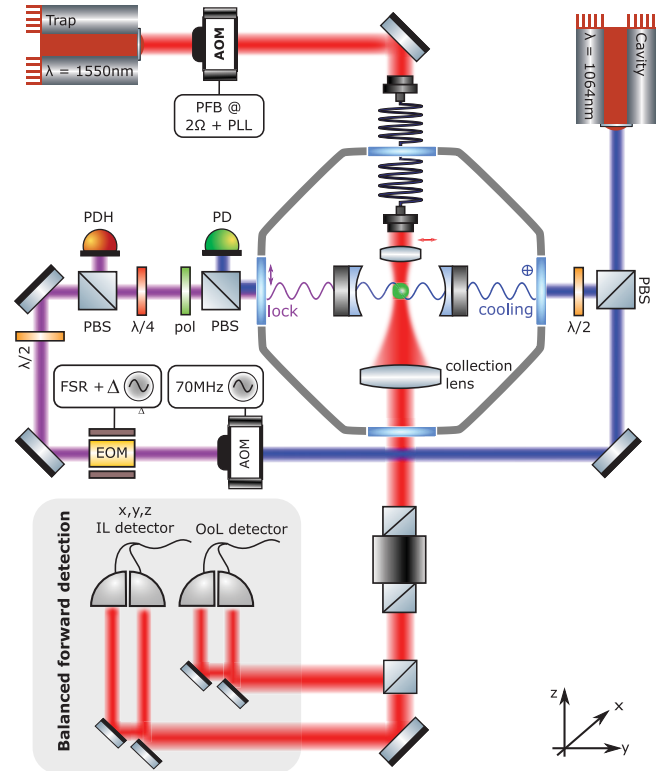 Trap
λ = 1550nm
AOM
PFB @
2Ω + PLL
λ = 1064nm
Cavity
PDH
PD
PBS
λ/4
pol
PBS
lock
cooling
λ/2
PBS
λ/2
collection
lens
FSR + Δ
Δ
70MHz
EOM
AOM
Balanced forward detection
x,y,z
IL detector
OoL detector
z
x
y